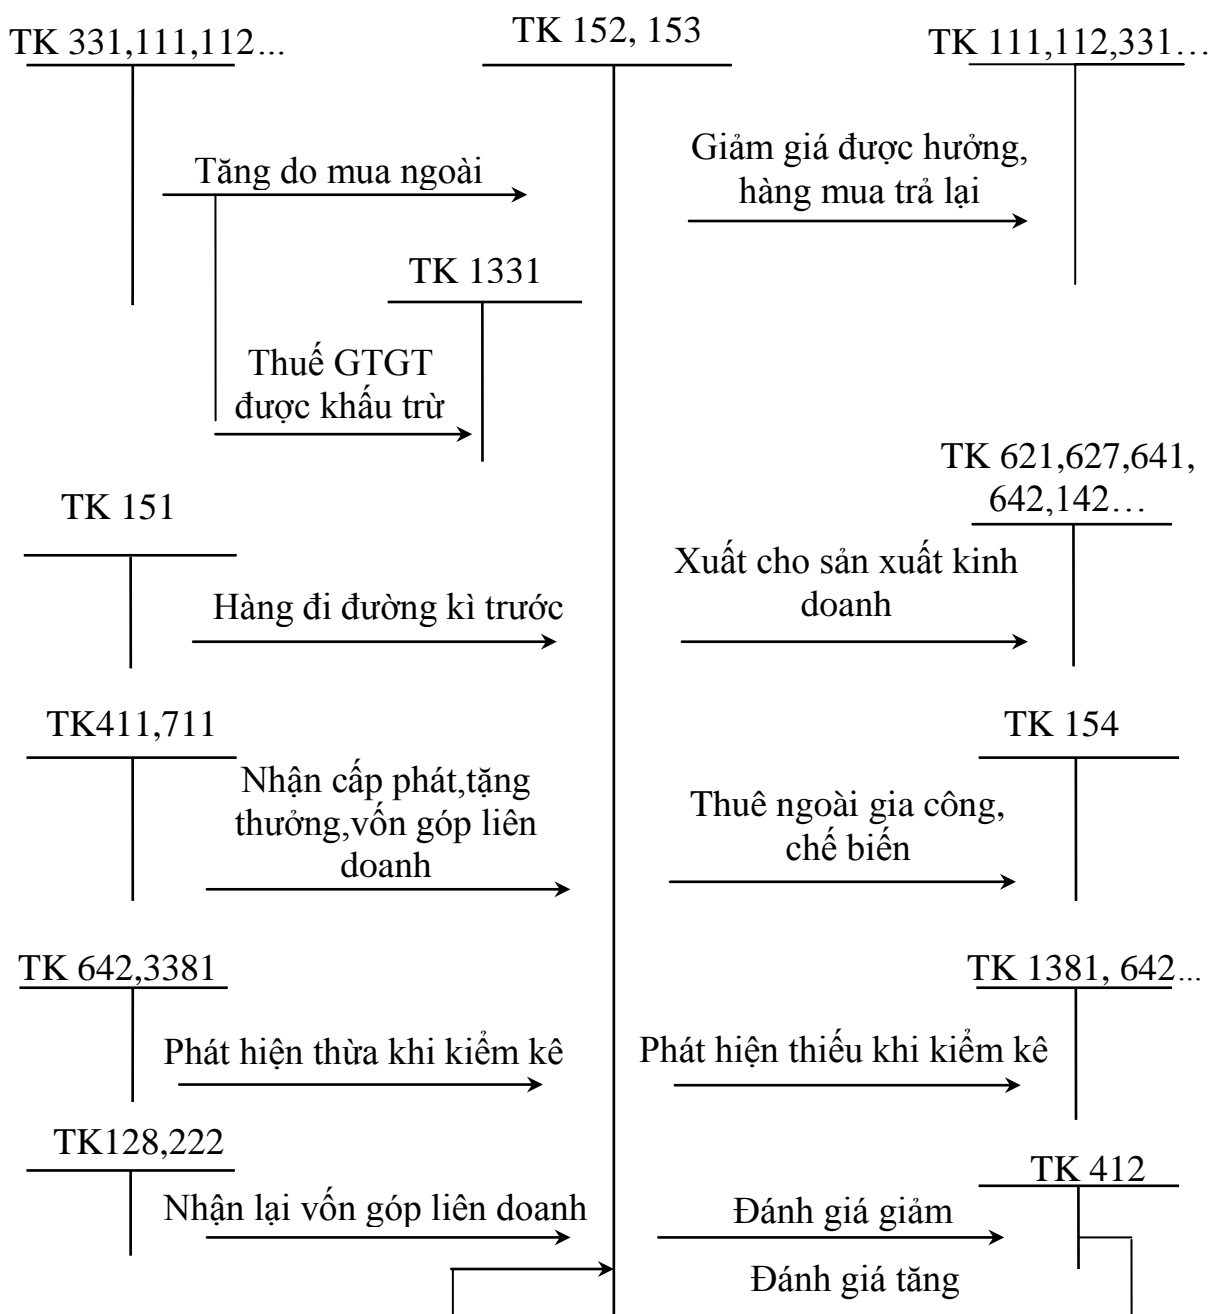 TK 331,111,112...
TK 152, 153
TK 111,112,331…
Tăng do mua ngoài
Giảm giá được hưởng,
hàng mua trả lại
TK 1331
Thuế GTGT
được khấu trừ
TK 621,627,641,
642,142…
TK 151
Hàng đi đường kì trước
Xuất cho sản xuất kinh
doanh
TK411,711
TK 154
Nhận cấp phát,tặng
thưởng,vốn góp liên
doanh
Thuê ngoài gia công,
chế biến
TK 642,3381
TK 1381, 642...
Phát hiện thừa khi kiểm kê
Phát hiện thiếu khi kiểm kê
TK128,222
TK 412
Nhận lại vốn góp liên doanh
Đánh giá giảm
Đánh giá tăng